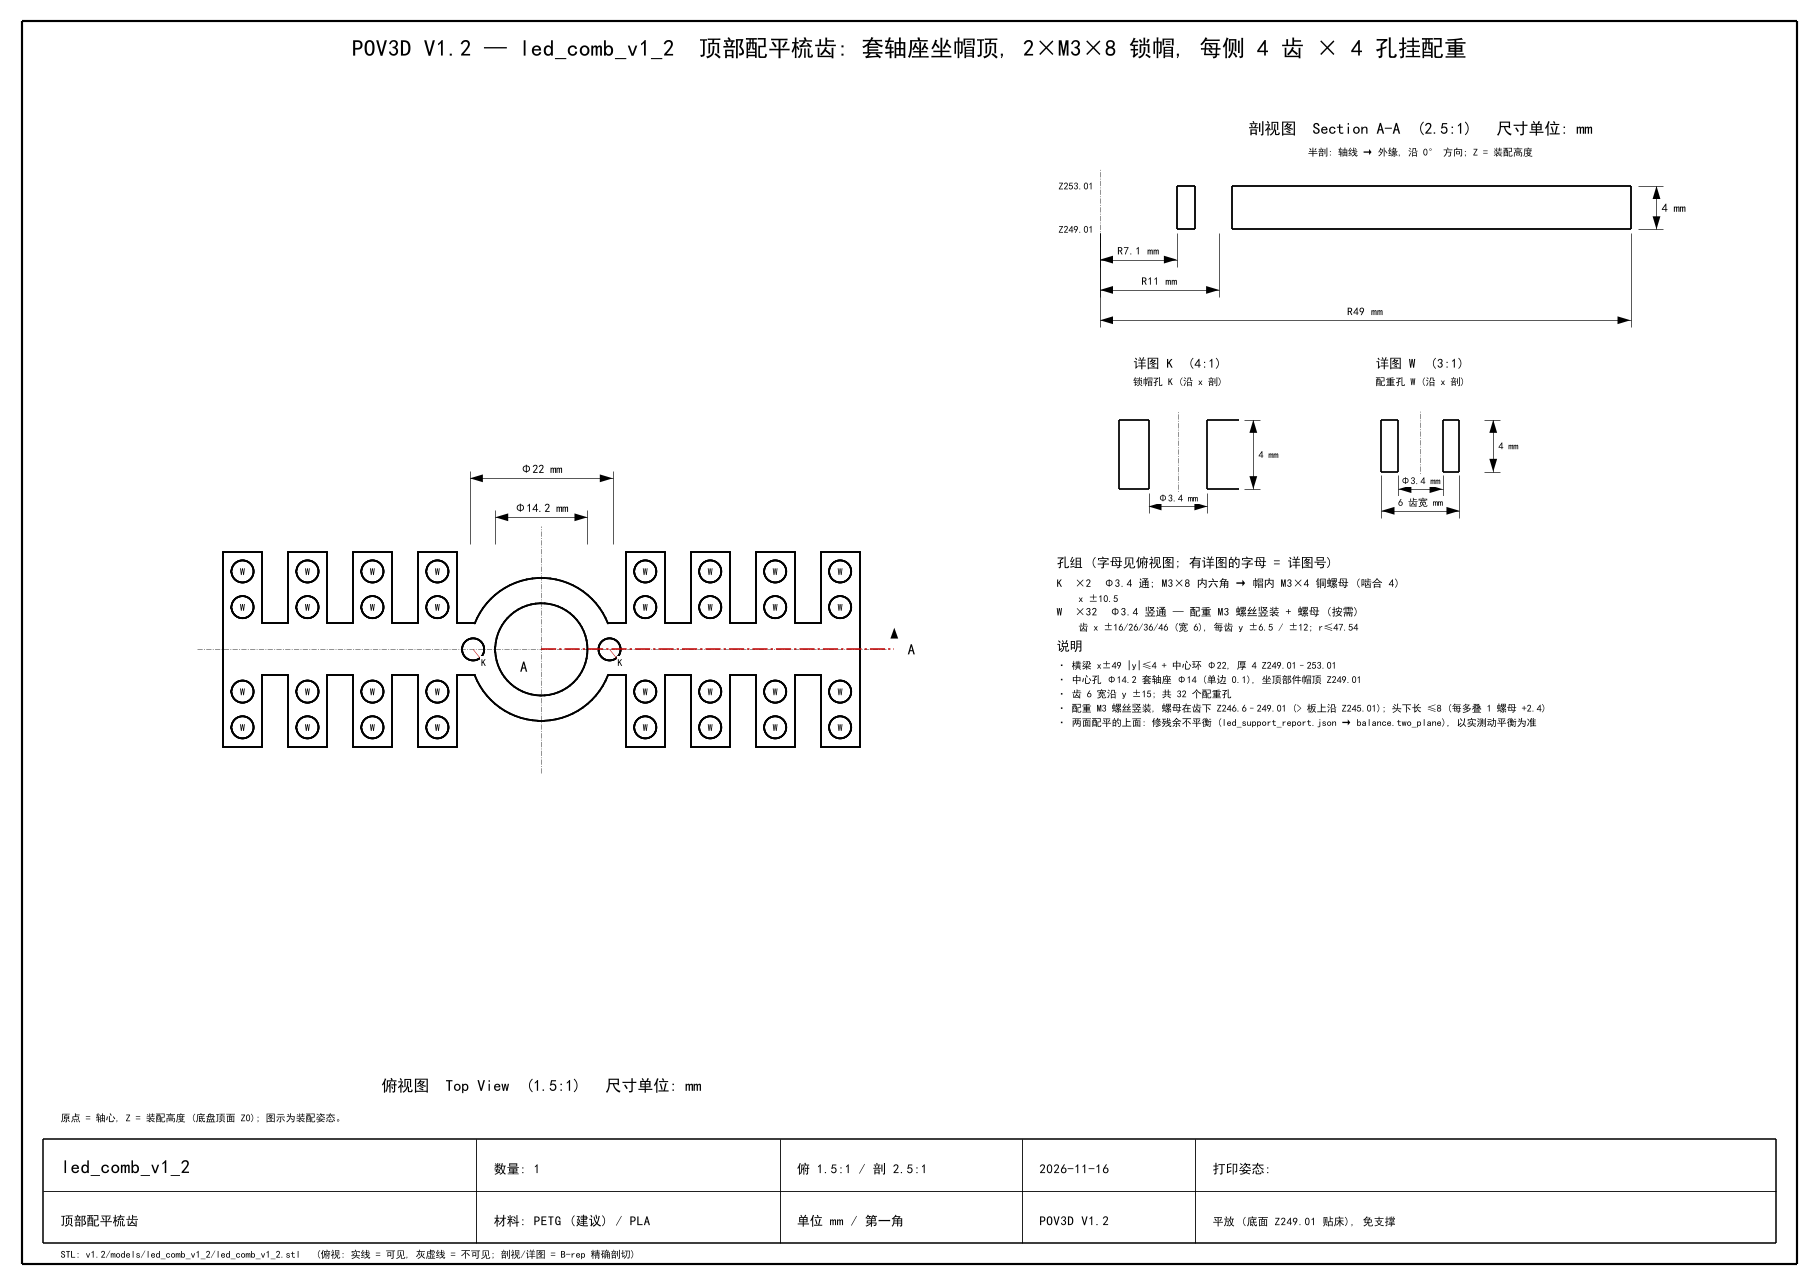 POV3D V1.2 — led_comb_v1_2  顶部配平梳齿: 套轴座坐帽顶, 2×M3×8 锁帽, 每侧 4 齿 × 4 孔挂配重
剖视图  Section A-A  (2.5:1)  尺寸单位: mm
半剖: 轴线 → 外缘, 沿 0° 方向; Z = 装配高度
Z253.01
4 mm
Z249.01
R7.1 mm
R11 mm
R49 mm
详图 K  (4:1)
锁帽孔 K (沿 x 剖)
4 mm
Φ3.4 mm
详图 W  (3:1)
配重孔 W (沿 x 剖)
4 mm
Φ3.4 mm
6 齿宽 mm
Φ22 mm
Φ14.2 mm
W W W W W W W W
W W W W W W W W
K K
A A
W W W W W W W W
W W W W W W W W
孔组 (字母见俯视图; 有详图的字母 = 详图号)
K  ×2  Φ3.4 通; M3×8 内六角 → 帽内 M3×4 铜螺母 (啮合 4)
x ±10.5
W  ×32  Φ3.4 竖通 — 配重 M3 螺丝竖装 + 螺母 (按需)
齿 x ±16/26/36/46 (宽 6), 每齿 y ±6.5 / ±12; r≤47.54
说明
· 横梁 x±49 |y|≤4 + 中心环 Φ22, 厚 4 Z249.01–253.01
· 中心孔 Φ14.2 套轴座 Φ14 (单边 0.1), 坐顶部件帽顶 Z249.01
· 齿 6 宽沿 y ±15; 共 32 个配重孔
· 配重 M3 螺丝竖装, 螺母在齿下 Z246.6–249.01 (> 板上沿 Z245.01); 头下长 ≤8 (每多叠 1 螺母 +2.4)
· 两面配平的上面: 修残余不平衡 (led_support_report.json → balance.two_plane), 以实测动平衡为准
俯视图  Top View  (1.5:1)  尺寸单位: mm
原点 = 轴心, Z = 装配高度 (底盘顶面 Z0); 图示为装配姿态。
led_comb_v1_2
数量: 1
俯 1.5:1 / 剖 2.5:1
2026-11-16
打印姿态:
顶部配平梳齿
材料: PETG (建议) / PLA
单位 mm / 第一角
POV3D V1.2
平放 (底面 Z249.01 贴床), 免支撑
STL: v1.2/models/led_comb_v1_2/led_comb_v1_2.stl  (俯视: 实线 = 可见, 灰虚线 = 不可见; 剖视/详图 = B-rep 精确剖切)